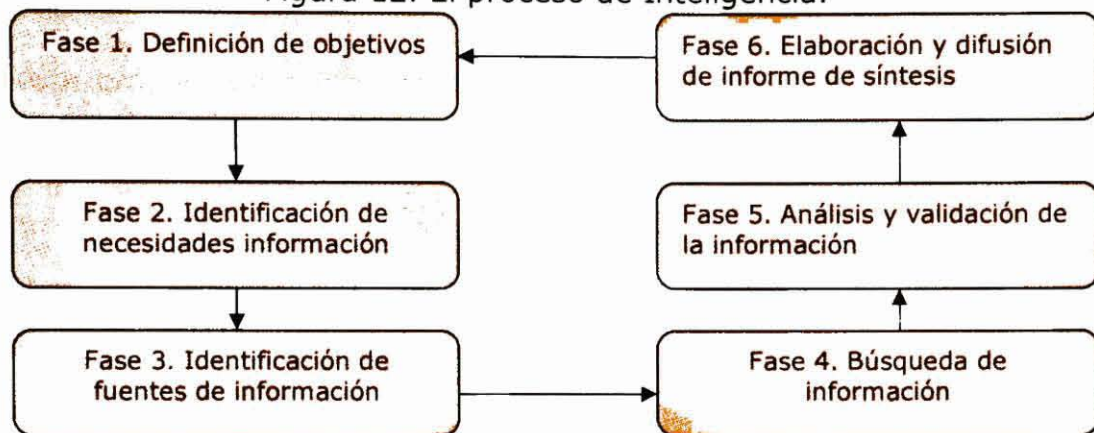 Figura 12. El proceso de Inteligencia.
Fase 1. Definición de objetivos
Fase 2. Identificación de
necesidades información
Fase 3. Identificación de
fuentes de información
Fase 4. Búsqueda de
información
Fase 5. Análisis y validación de
la información
Fase 6. Elaboración y difusión
de informe de síntesis